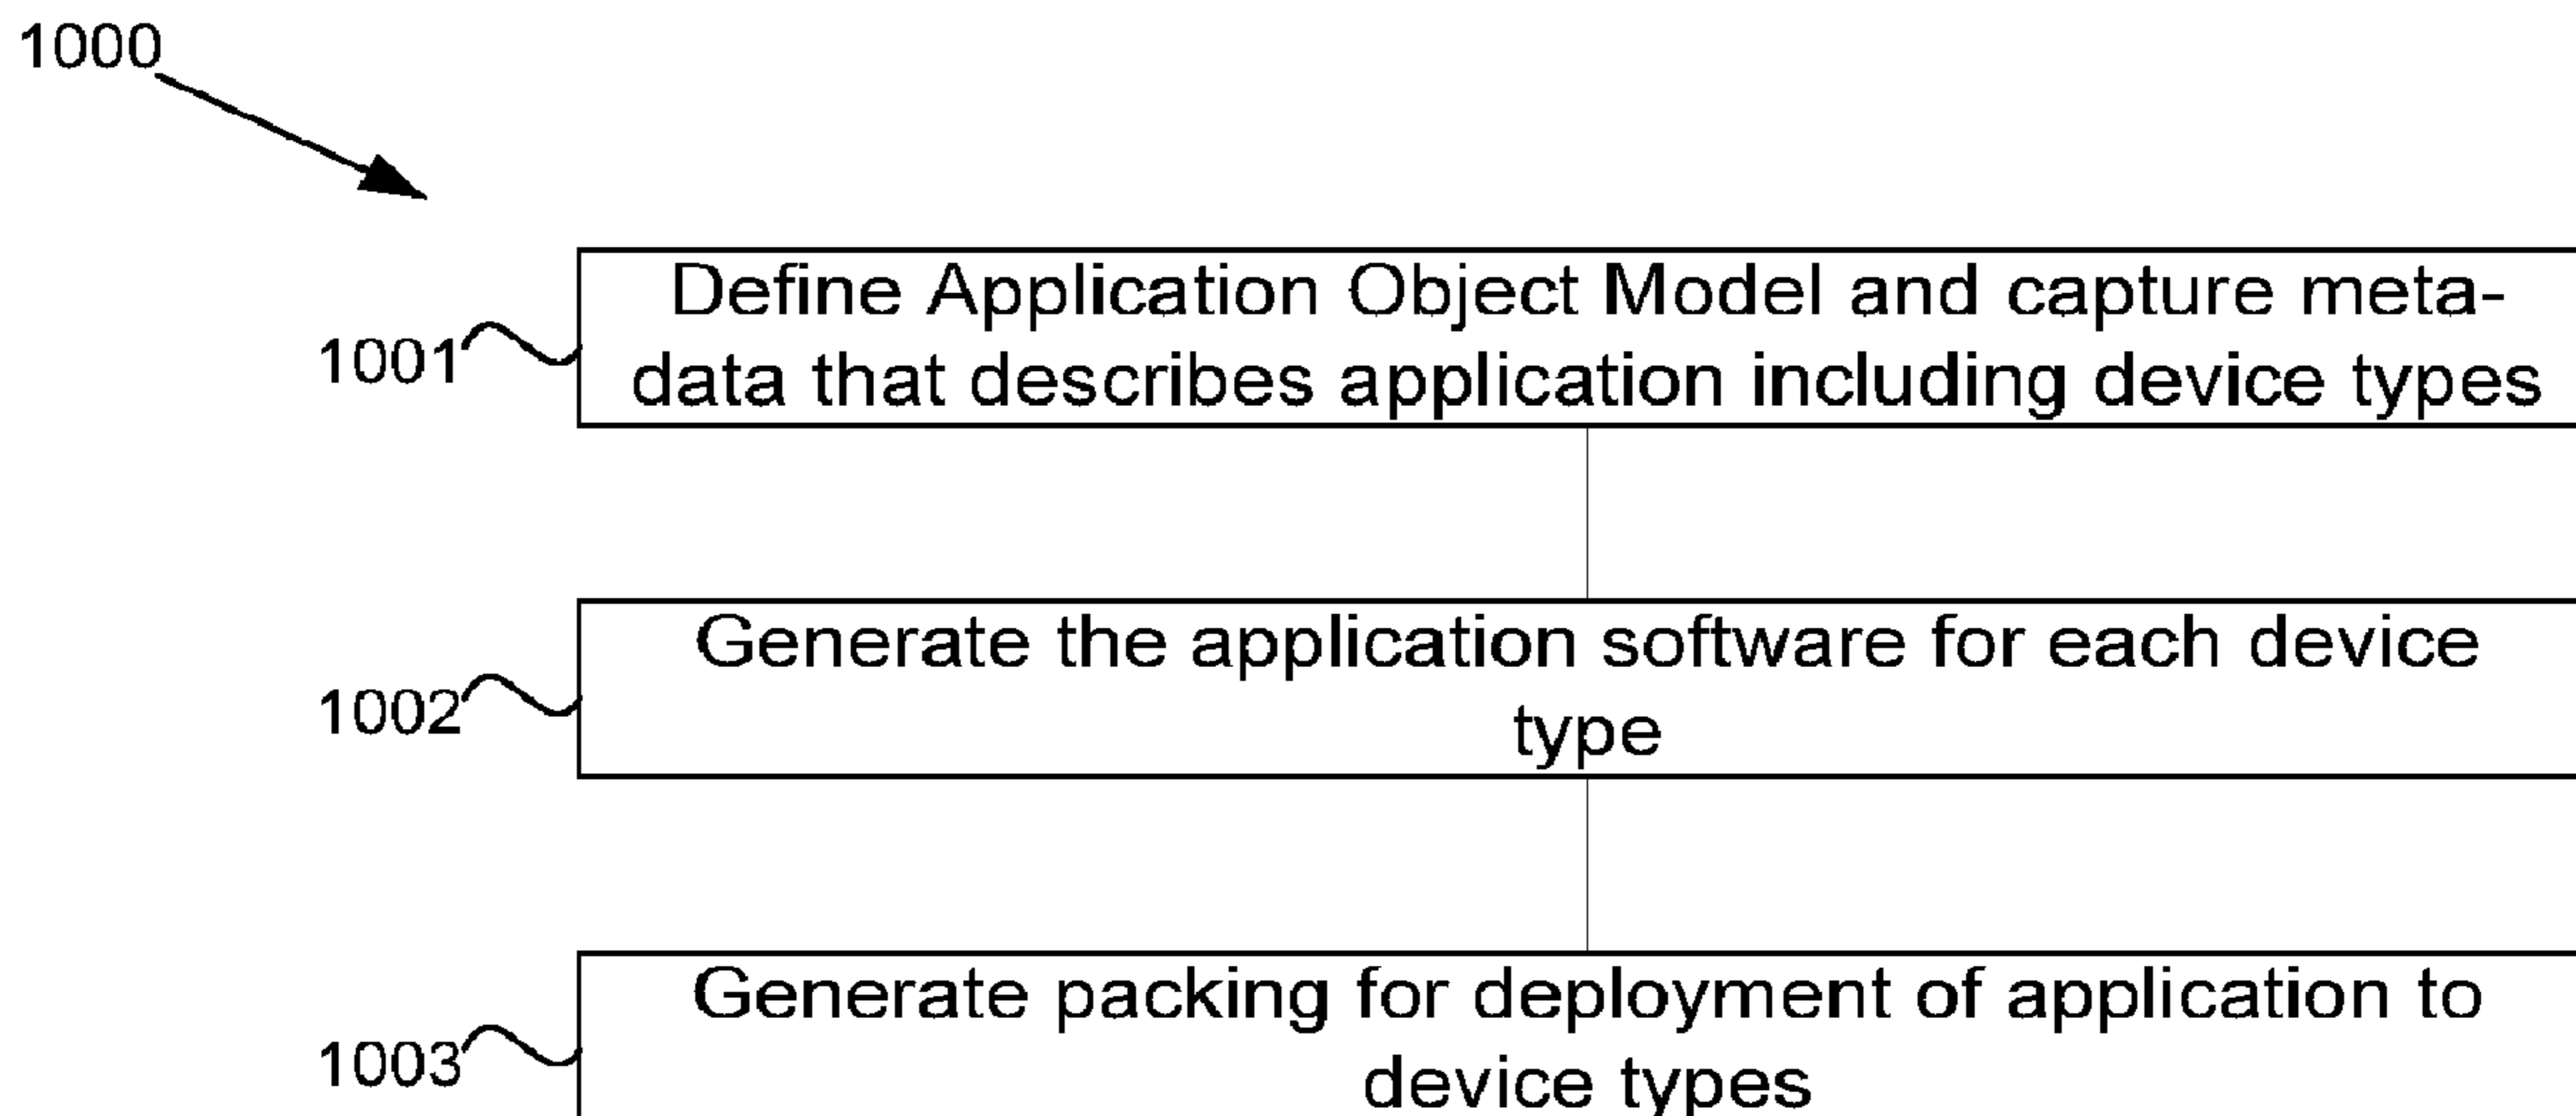 1000
Define Application Object Model and capture meta-
1001
data that describes application including device types
Generate the application software for each device
1002
type
Generate packing for deployment of application to
1003
device types